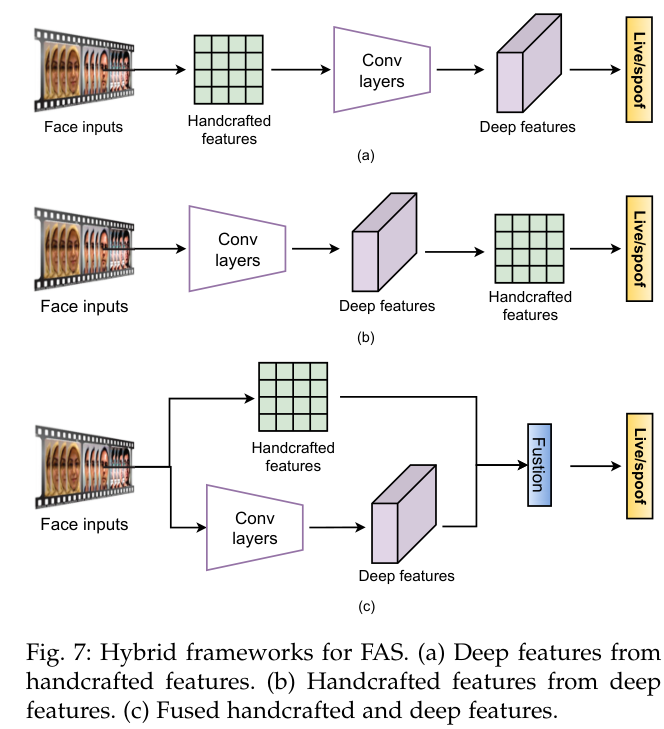 Face inputs
Handcrafted
features
Conv
layers
Deep features
Live/spoof
(a)
Face inputs
Conv
layers
Deep features
Handcrafted
features
Live/spoof
(b)
Face inputs
Handcrafted
features
Conv
layers
Deep features
Fustion
Live/spoof
(c)
Fig. 7: Hybrid frameworks for FAS. (a) Deep features from
handcrafted features. (b) Handcrafted features from deep
features. (c) Fused handcrafted and deep features.